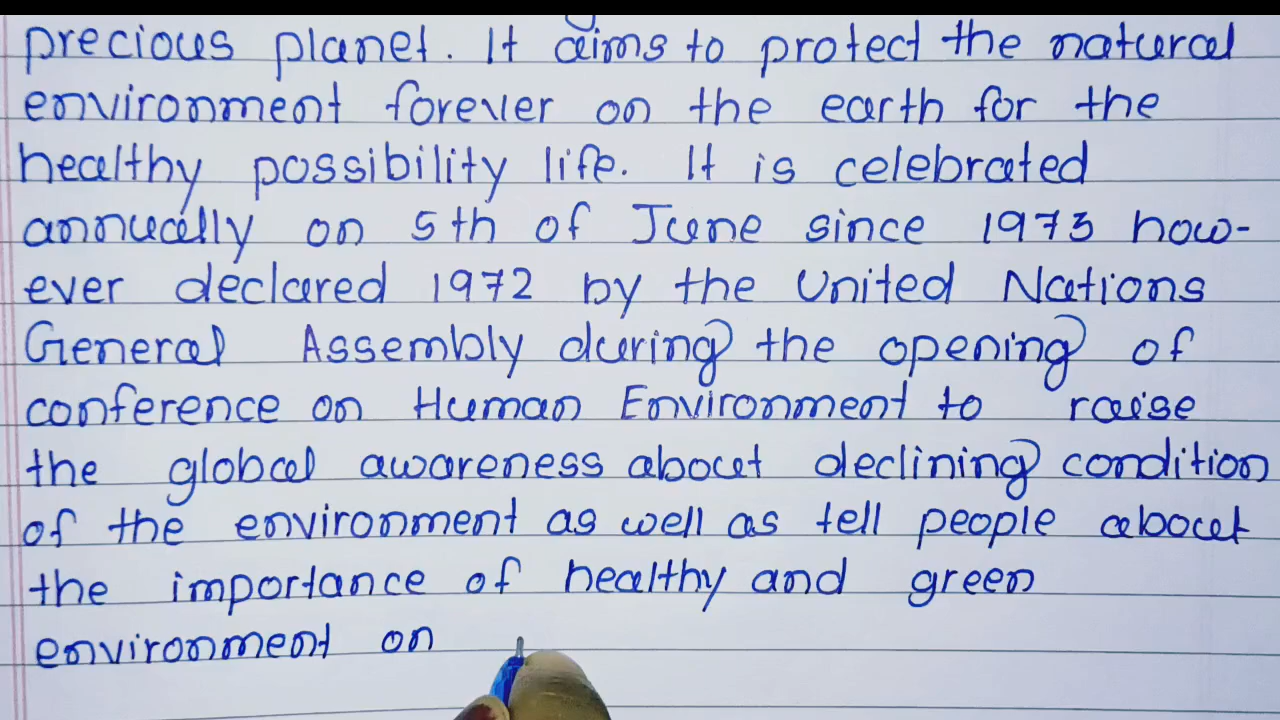 precious planet. It aims to protect the natural
environment forever on the earth for the
healthy possibility life. It is celebrated
annually on 5th of June since 1973 how-
ever declared 1972 by the United Nations
General Assembly during the opening of
conference on Human Environment to raise
the global awareness about declining condition
of the environment as well as tell people about
the importance of healthy and green
environment on